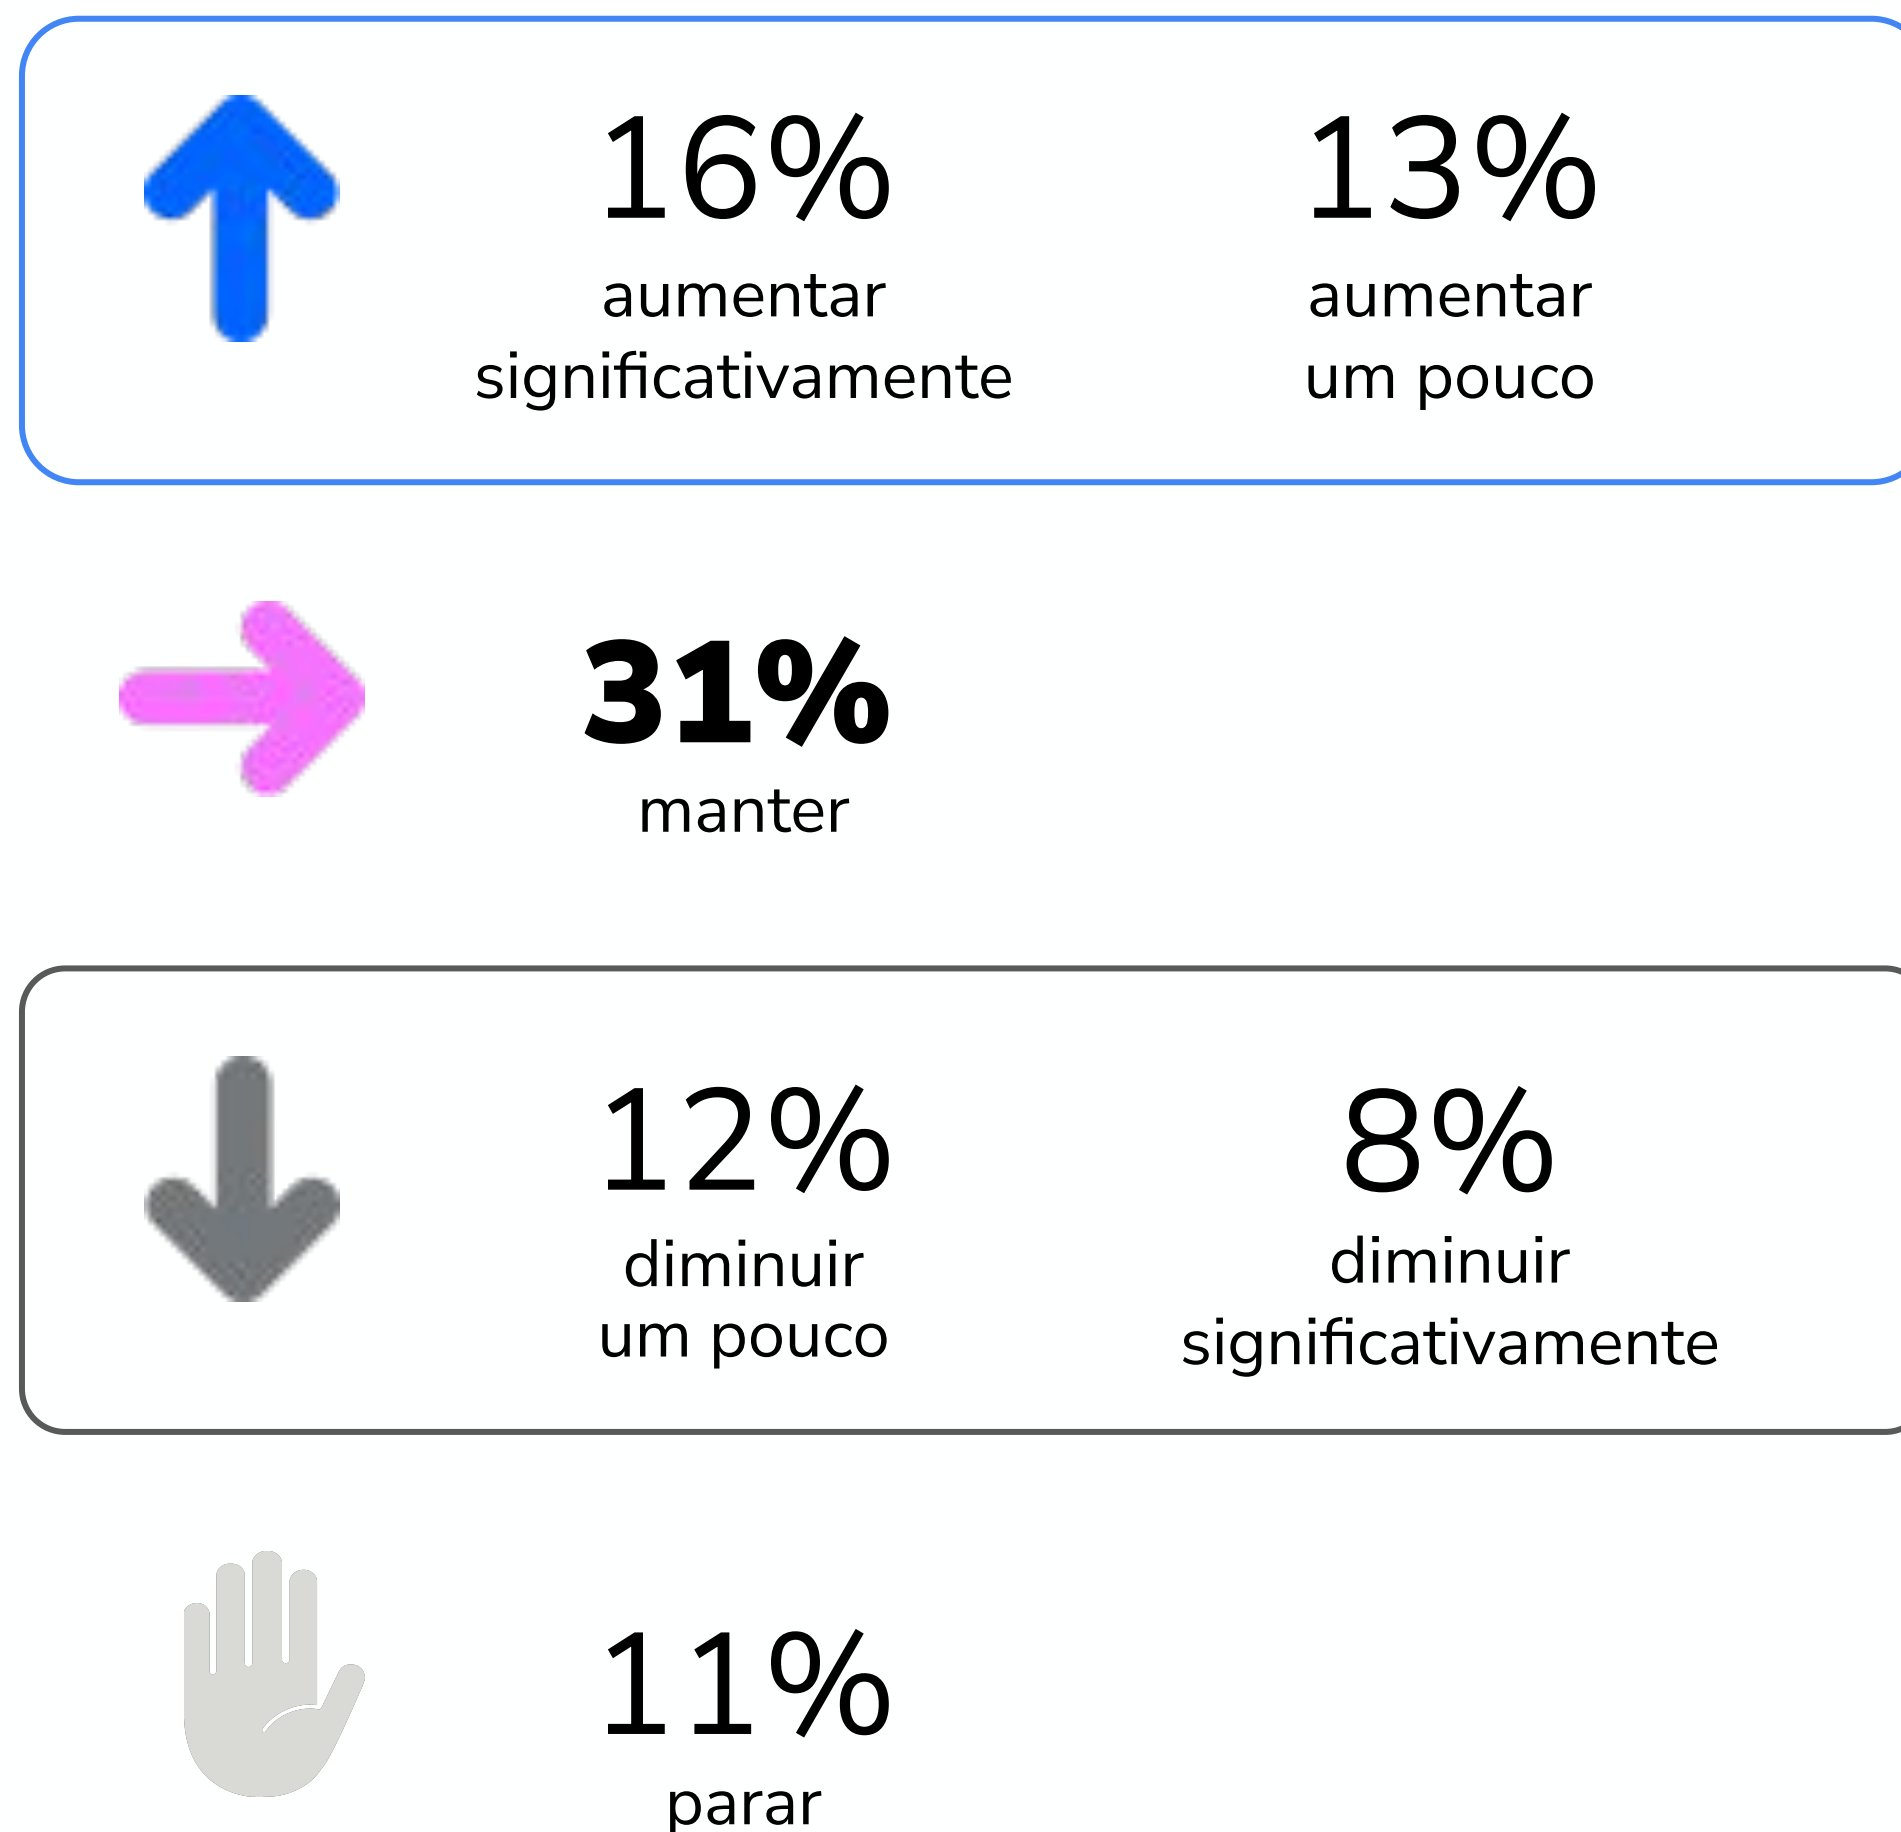 16%
13%
aumentar
significativamente
aumentar
um pouco
31%
manter
12%
8%
diminuir
um pouco
diminuir
significativamente
11%
parar